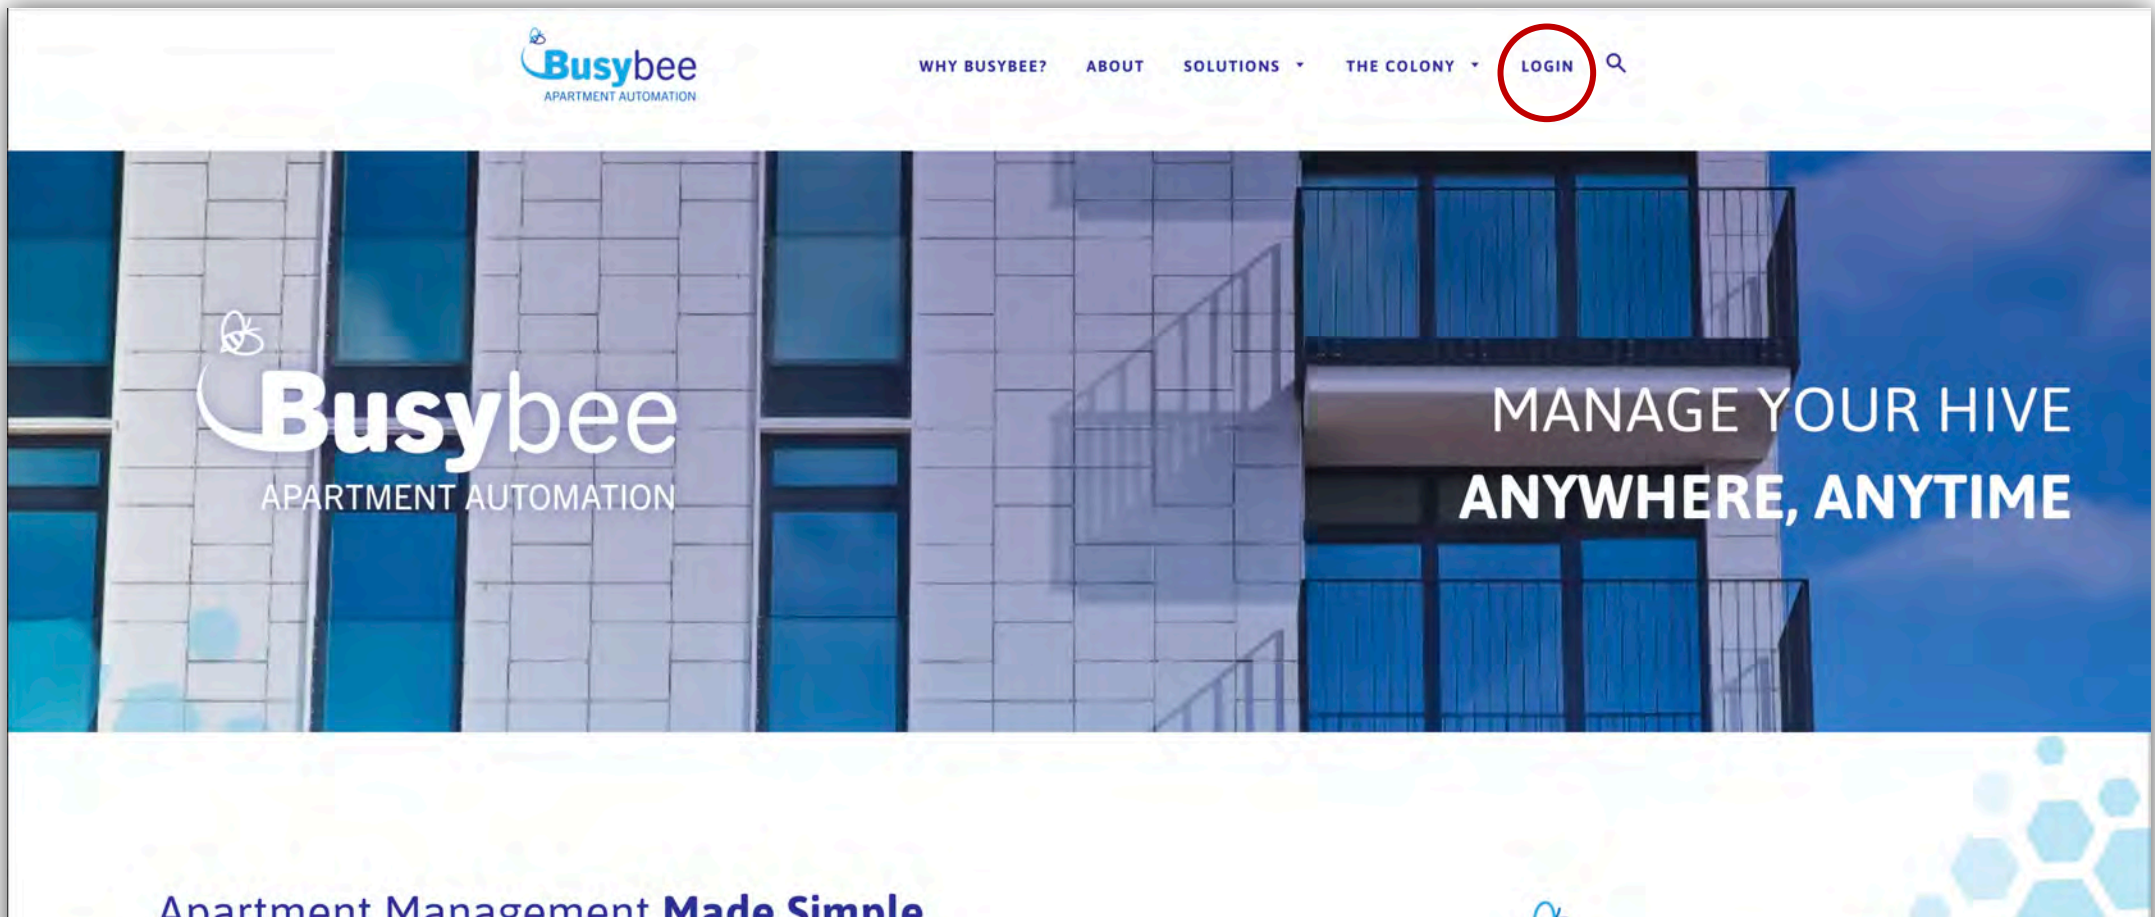 Busybee
APARTMENT AUTOMATION
WHY BUSYBEE? ABOUT SOLUTIONS THE COLONY LOGIN
Busybee
APARTMENT AUTOMATION
MANAGE YOUR HIVE
ANYWHERE, ANYTIME
Apartment Management Made Simple